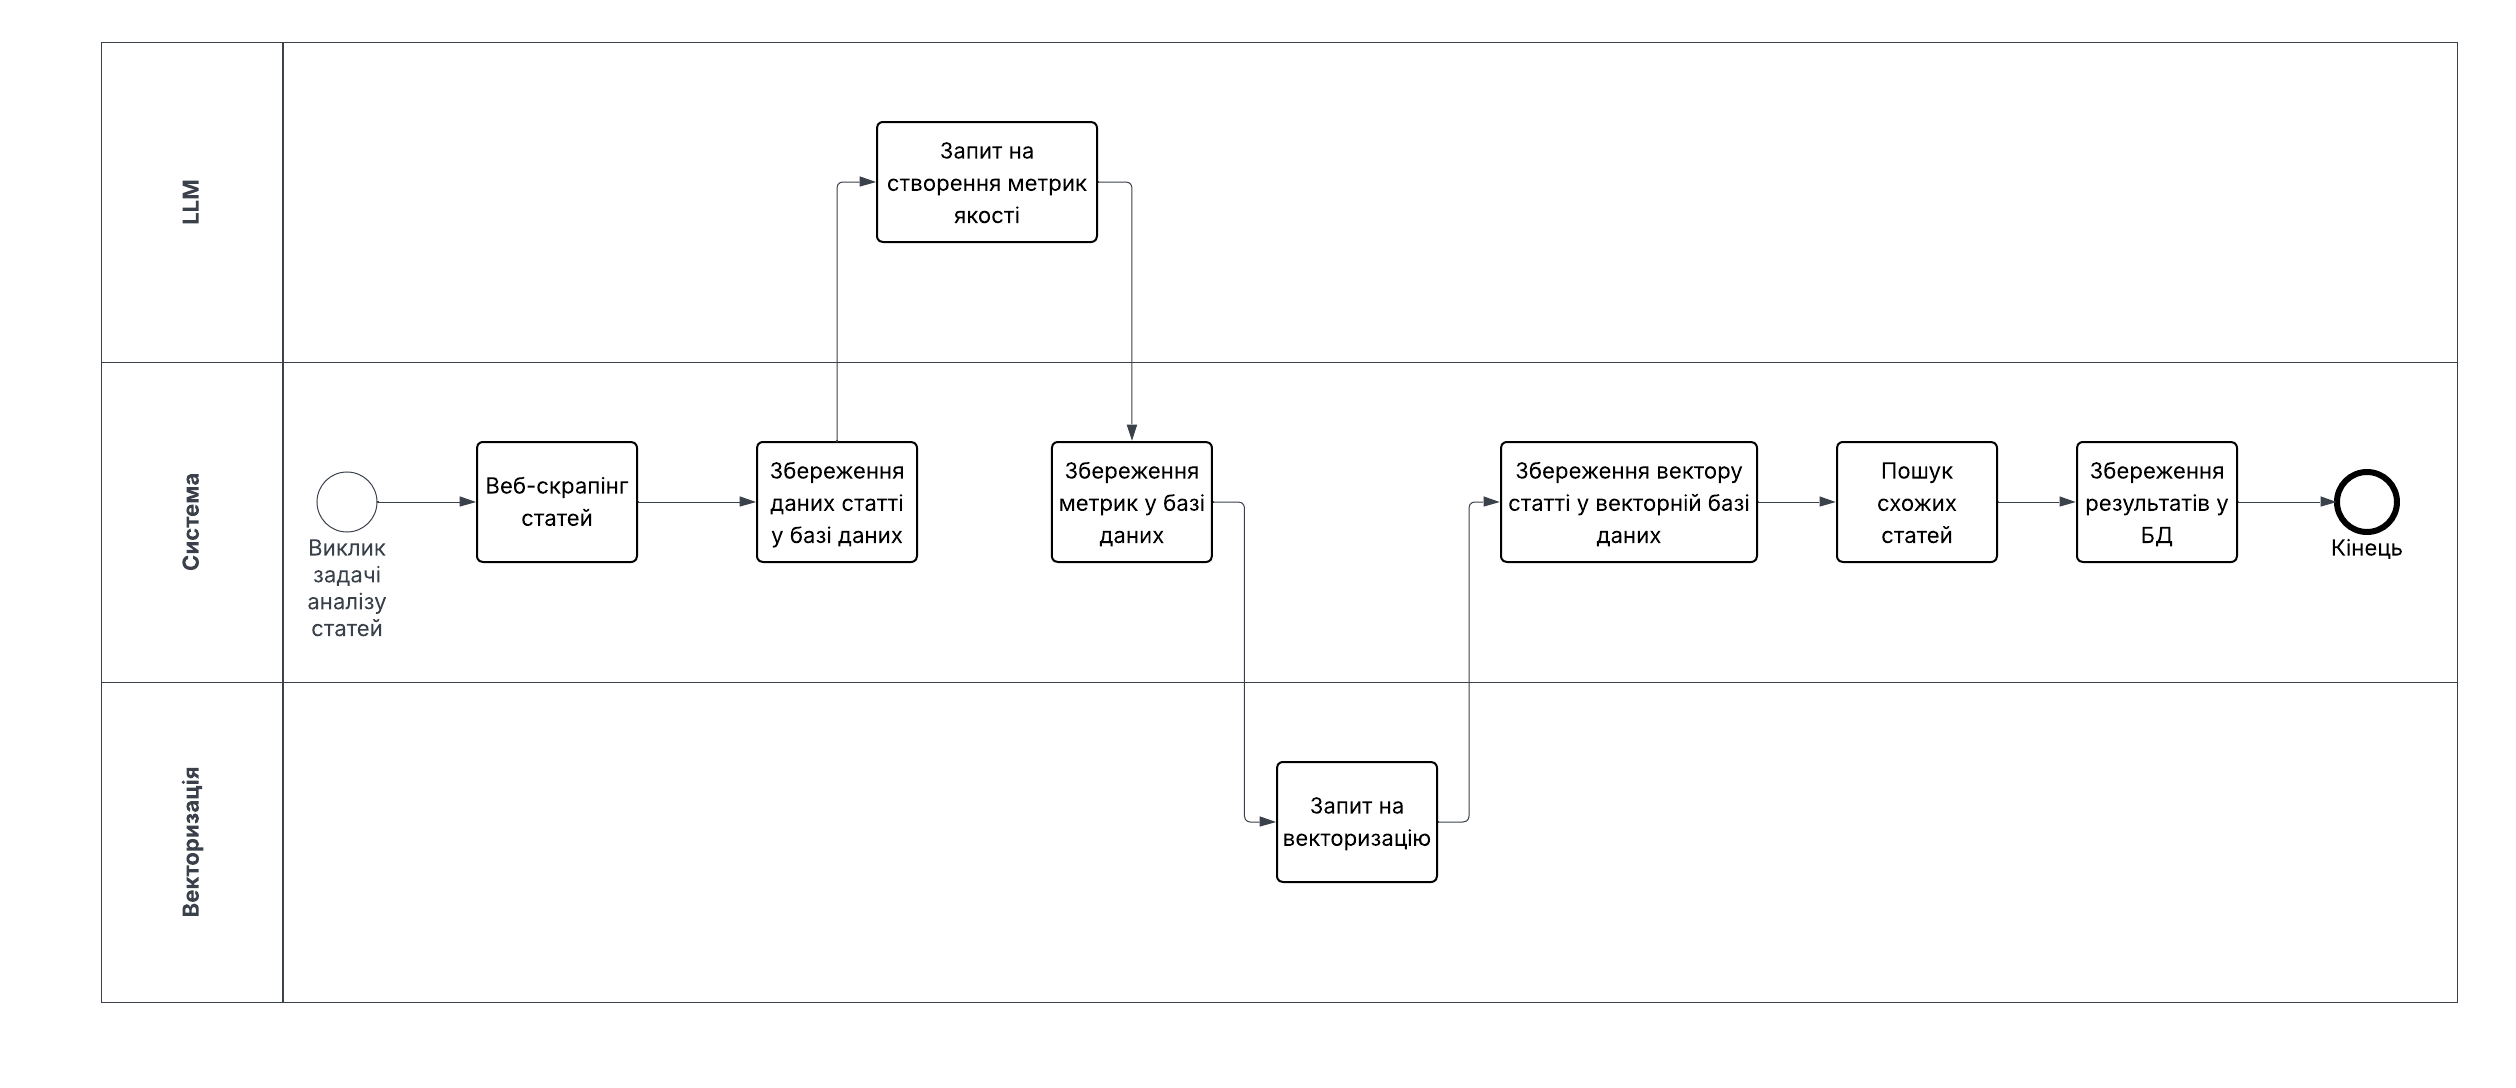 LLM
Запит на
створення метрик
якості
Система
Виклик
задачі
аналізу
статей
Веб-скрапінг
статей
Збереження
даних статті
у базі даних
Збереження
метрик у базі
даних
Збереження вектору
статті у векторній базі
даних
Пошук
схожих
статей
Збереження
результатів у
БД
Кінець
Векторизація
Запит на
векторизацію